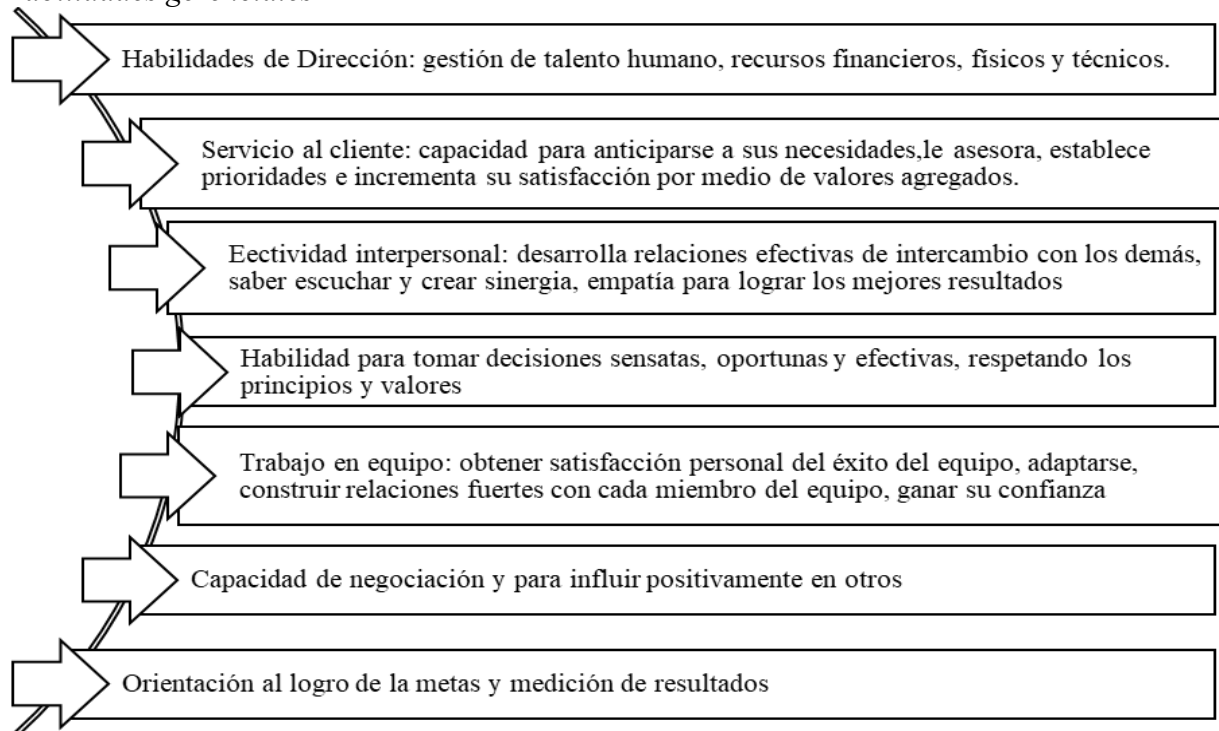 Habilidades de Dirección: gestión de talento humano, recursos financieros, físicos y técnicos.
Servicio al cliente: capacidad para anticiparse a sus necesidades,le asesora, establece
prioridades e incrementa su satisfacción por medio de valores agregados.
Eectividad interpersonal: desarrolla relaciones efectivas de intercambio con los demás,
saber escuchar y crear sinergia, empatía para lograr los mejores resultados
Habilidad para tomar decisiones sensatas, oportunas y efectivas, respetando los
principios y valores
Trabajo en equipo: obtener satisfacción personal del éxito del equipo, adaptarse,
construir relaciones fuertes con cada miembro del equipo, ganar su confianza
Capacidad de negociación y para influir positivamente en otros
Orientación al logro de la metas y medición de resultados